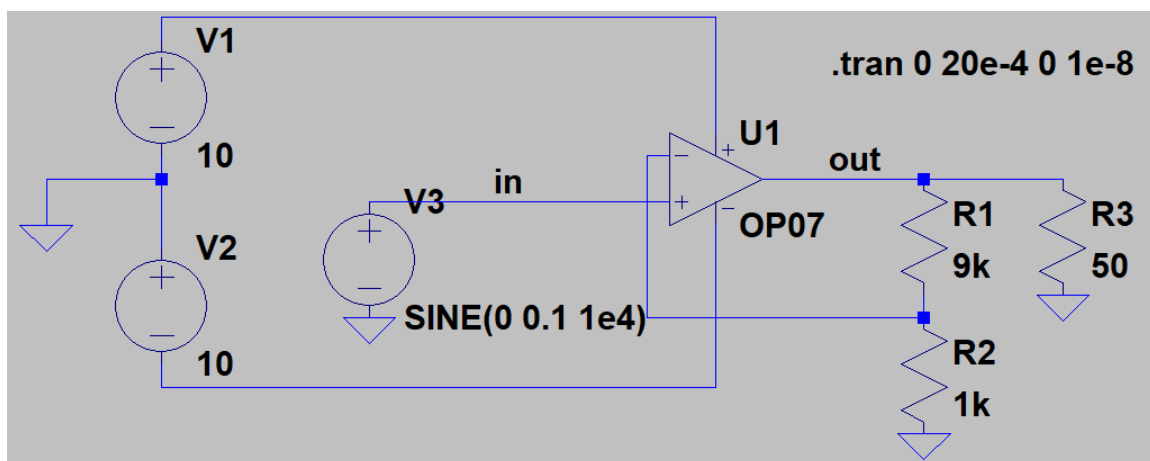 V1
10
.tran 0 20e-4 0 1e-8
U1
OP07
in
out
V3
SINE(0 0.1 1e4)
V2
10
R1
9k
R3
50
R2
1k